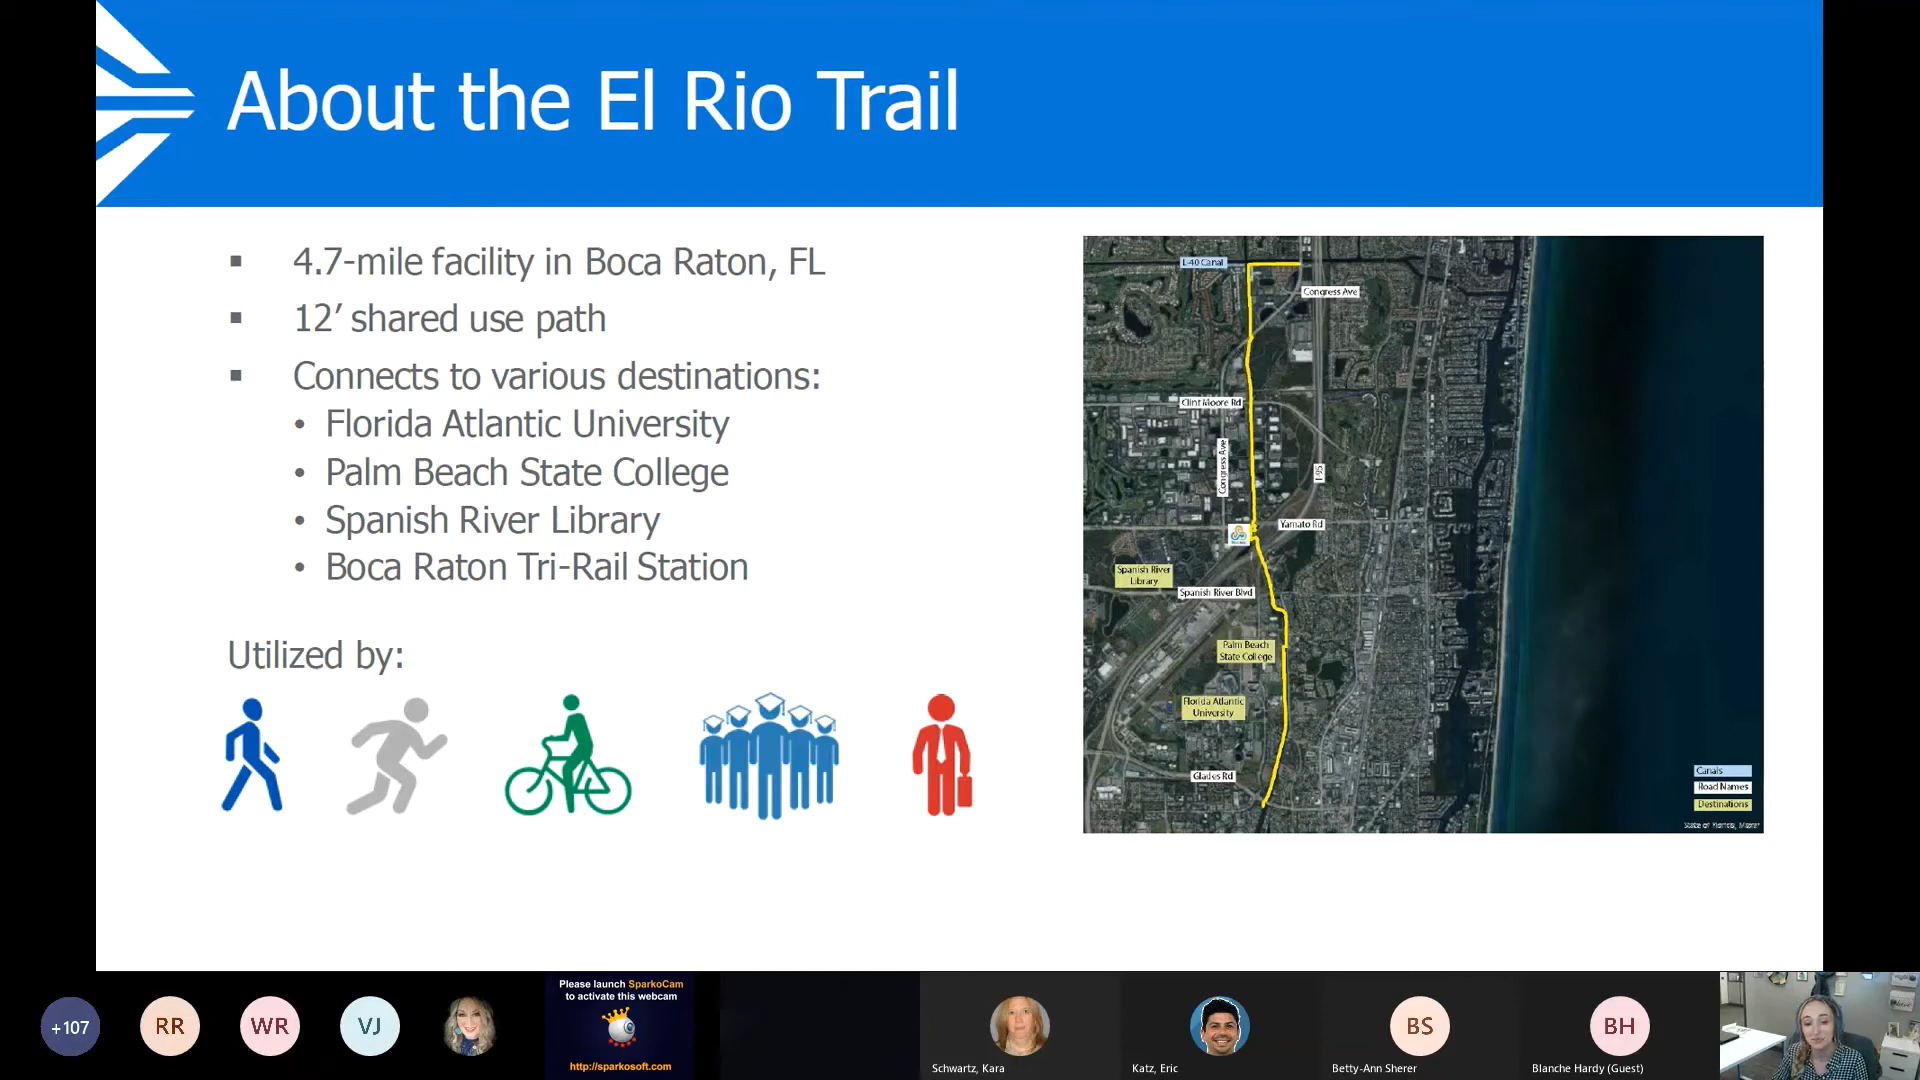 About the El Rio Trail
▪ 4.7-mile facility in Boca Raton, FL
▪ 12’ shared use path
▪ Connects to various destinations:
• Florida Atlantic University
• Palm Beach State College
• Spanish River Library
• Boca Raton Tri-Rail Station
Utilized by:
L-40 Canal
Congress Ave
Clint Moore Rd
Congress Ave
I-95
Yamato Rd
Spanish River
Library
Spanish River Blvd
Palm Beach
State College
Florida Atlantic
University
Glades Rd
Canals
Road Names
Destinations
State of Florida, Maxar
+107
RR
WR
VJ
Please launch SparkoCam
to activate this webcam
http://sparkosoft.com
Schwartz, Kara
Katz, Eric
BS
Betty-Ann Sherer
BH
Blanche Hardy (Guest)